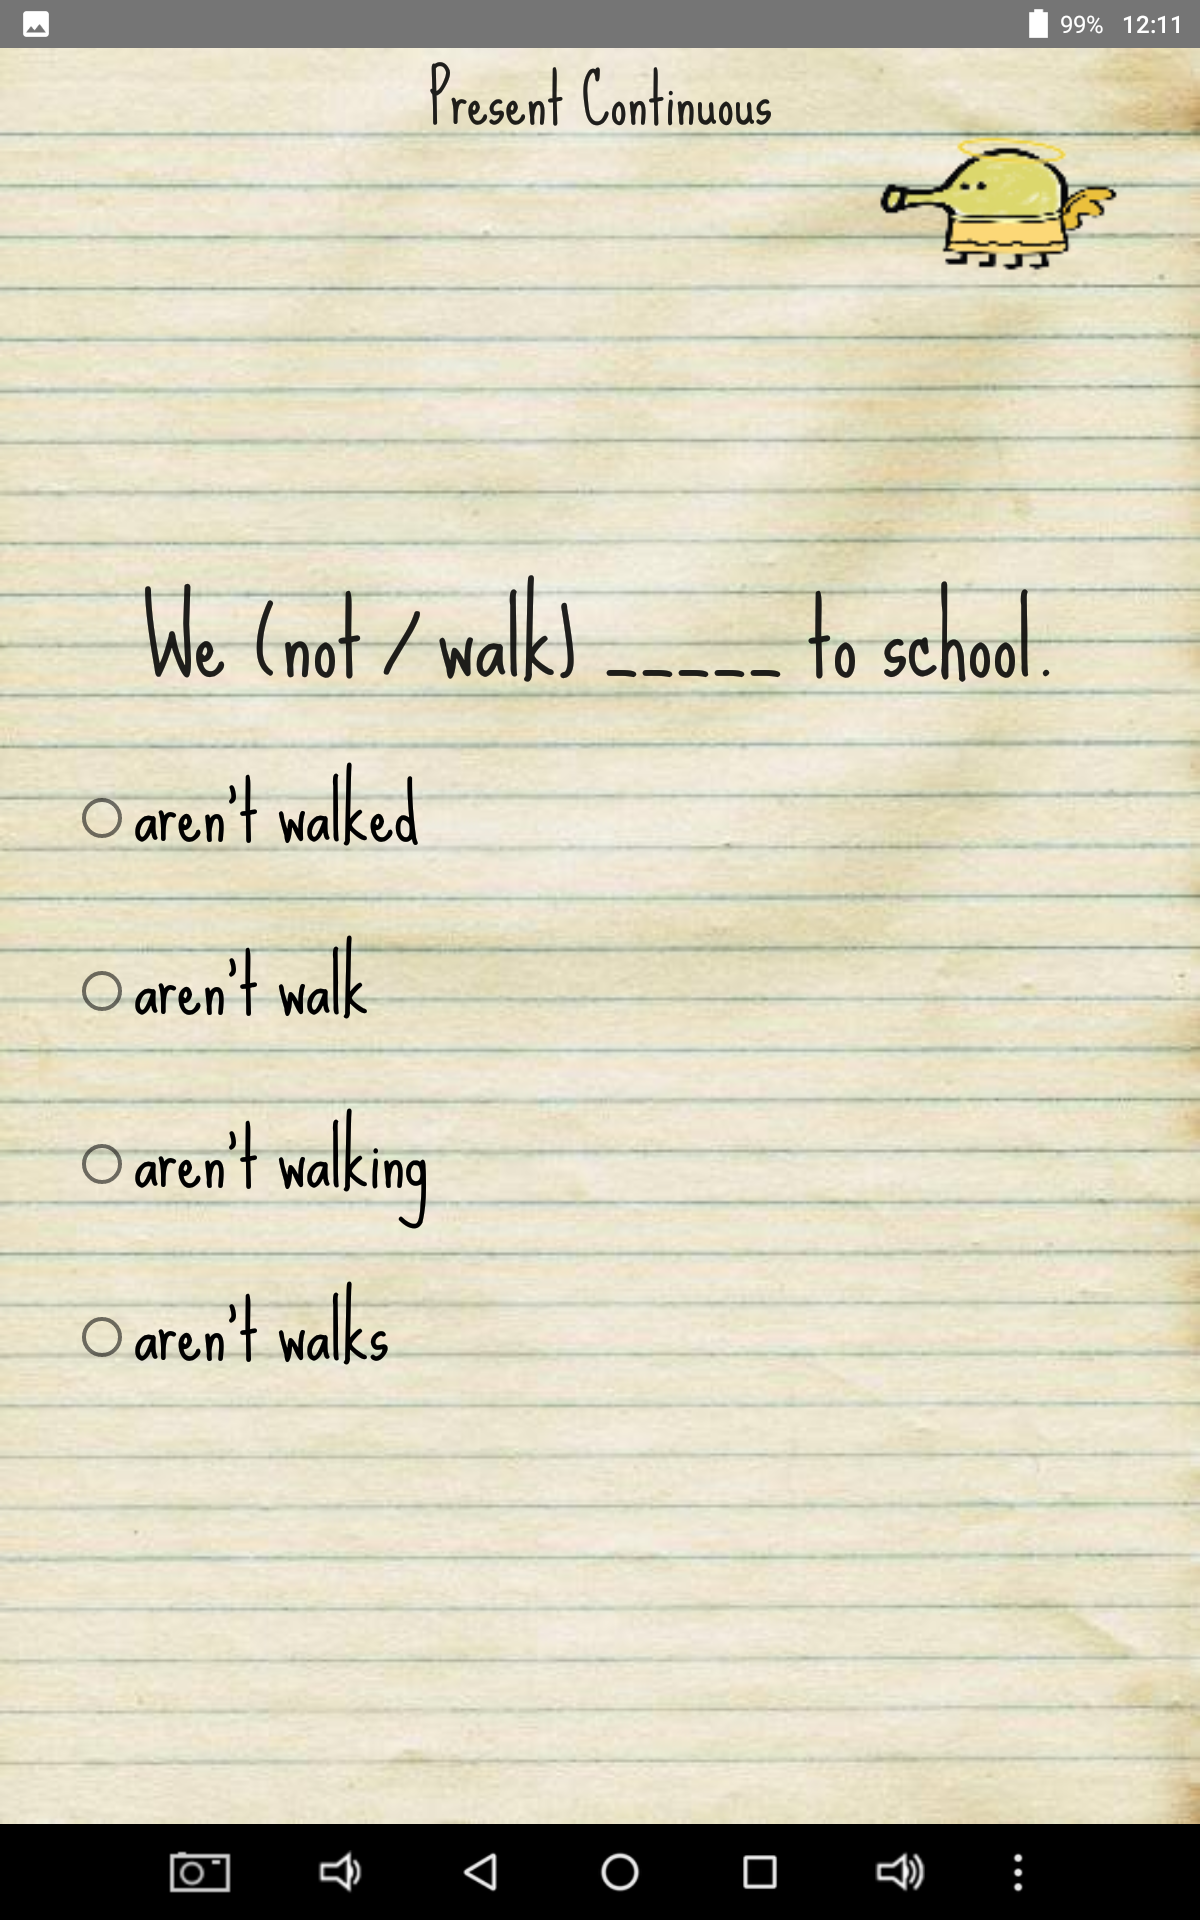 99% 12:11
Present Continuous
We (not / walk) _____ to school.
aren't walked
aren't walk
aren't walking
aren't walks